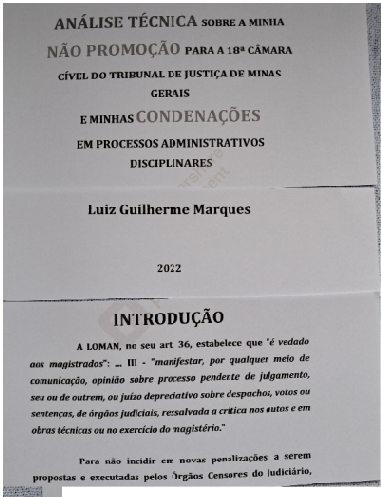 ANÁLISE TÉCNICA SOBRE A MINHA
NÃO PROMOÇÃO PARA A 18ª CÂMARA
CÍVEL DO TRIBUNAL DE JUSTIÇA DE MINAS
GERAIS
E MINHAS CONDENAÇÕES
EM PROCESSOS ADMINISTRATIVOS
DISCIPLINARES
Luiz Guilherme Marques
2022
INTRODUÇÃO
A LOMAN, no seu art 36, estabelece que "é vedado
aos magistrados": ... III - "manifestar, por qualquer meio de
comunicação, opinião sobre processo pendente de julgamento,
seu ou de outrem, ou juízo depreciativo sobre despachos, votos ou
sentenças, de órgãos judiciais, ressalvada a crítica nos autos e em
obras técnicas ou no exercício do magistério."
Para não incidir em novas penalizações a serem
propostas e executadas pelos Órgãos Censores do Judiciário,